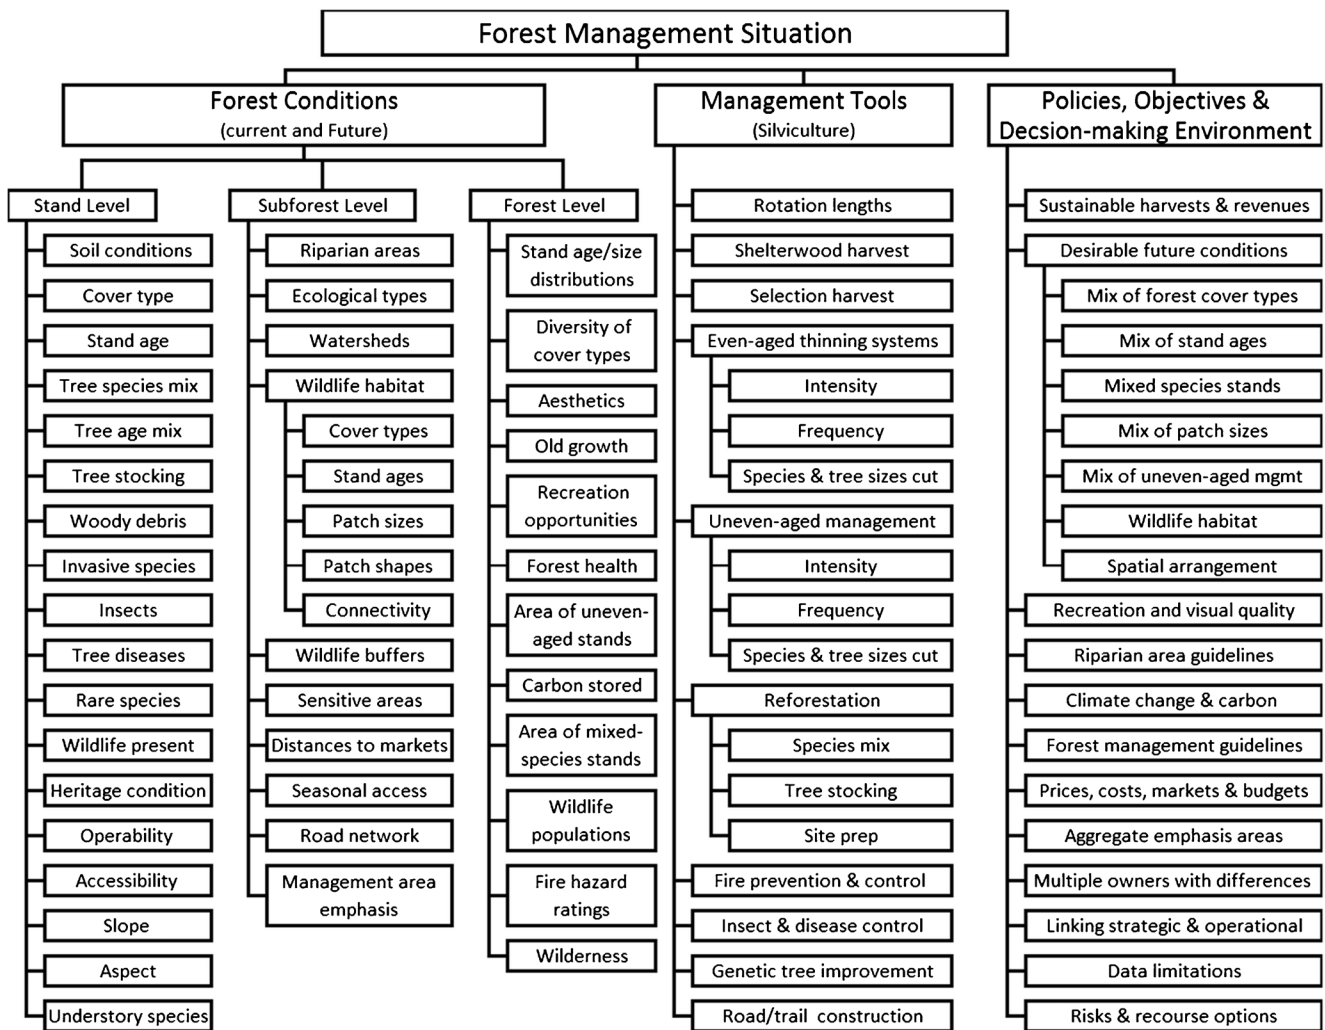 Forest Management Situation
Forest Conditions
(current and Future)
Management Tools
(Silviculture)
Policies, Objectives &
Decsion-making Environment
Stand Level
Soil conditions
Cover type
Stand age
Tree species mix
Tree age mix
Tree stocking
Woody debris
Invasive species
Insects
Tree diseases
Rare species
Wildlife present
Heritage condition
Operability
Accessibility
Slope
Aspect
Understory species
Subforest Level
Riparian areas
Ecological types
Watersheds
Wildlife habitat
Cover types
Stand ages
Patch sizes
Patch shapes
Connectivity
Wildlife buffers
Sensitive areas
Distances to markets
Seasonal access
Road network
Management area
emphasis
Forest Level
Stand age/size
distributions
Diversity of
cover types
Aesthetics
Old growth
Recreation
opportunities
Forest health
Area of uneven-
aged stands
Carbon stored
Area of mixed-
species stands
Wildlife
populations
Fire hazard
ratings
Wilderness
Rotation lengths
Shelterwood harvest
Selection harvest
Even-aged thinning systems
Intensity
Frequency
Species & tree sizes cut
Uneven-aged management
Intensity
Frequency
Species & tree sizes cut
Reforestation
Species mix
Tree stocking
Site prep
Fire prevention & control
Insect & disease control
Genetic tree improvement
Road/trail construction
Sustainable harvests & revenues
Desirable future conditions
Mix of forest cover types
Mix of stand ages
Mixed species stands
Mix of patch sizes
Mix of uneven-aged mgmt
Wildlife habitat
Spatial arrangement
Recreation and visual quality
Riparian area guidelines
Climate change & carbon
Forest management guidelines
Prices, costs, markets & budgets
Aggregate emphasis areas
Multiple owners with differences
Linking strategic & operational
Data limitations
Risks & recourse options